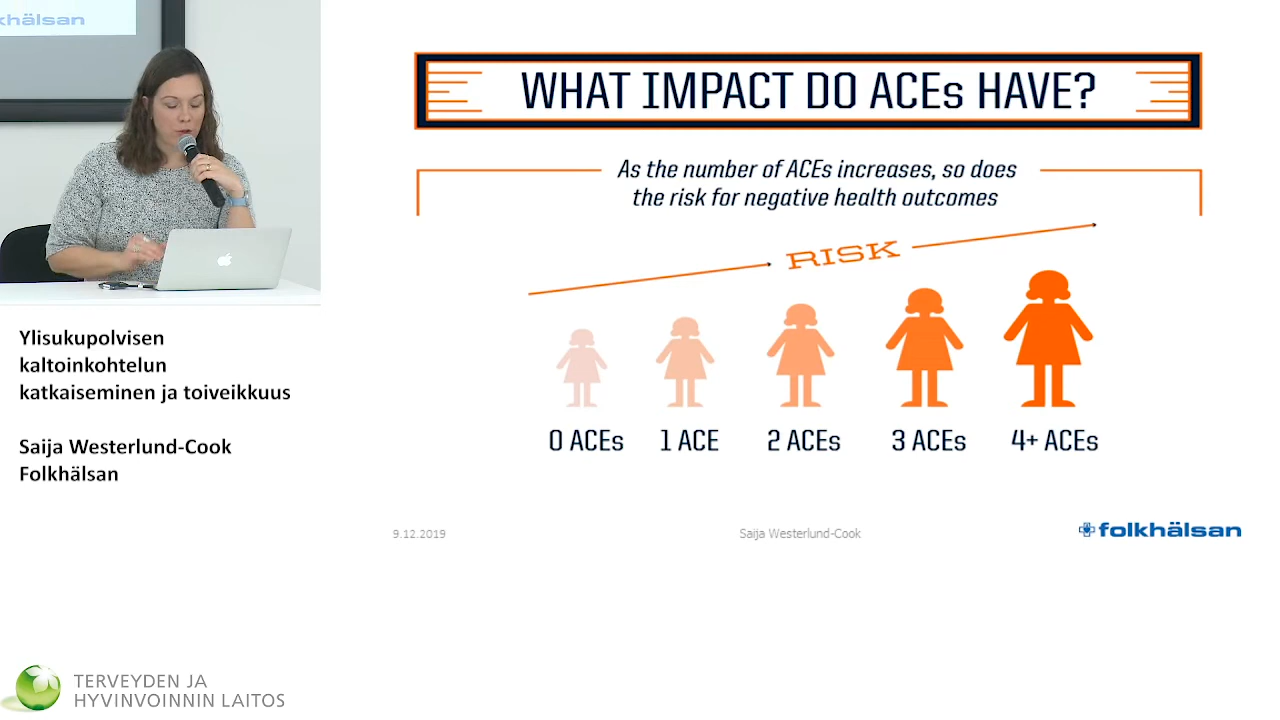 khälsan
Ylisukupolvisen
kaltoinkohtelun
katkaiseminen ja toiveikkuus
Saija Westerlund-Cook
Folkhälsan
TERVEYDEN JA
HYVINVOINNIN LAITOS
WHAT IMPACT DO ACEs HAVE?
As the number of ACEs increases, so does
the risk for negative health outcomes
RISK
0 ACEs
1 ACE
2 ACEs
3 ACEs
4+ ACEs
9.12.2019
Saija Westerlund-Cook
folkhälsan